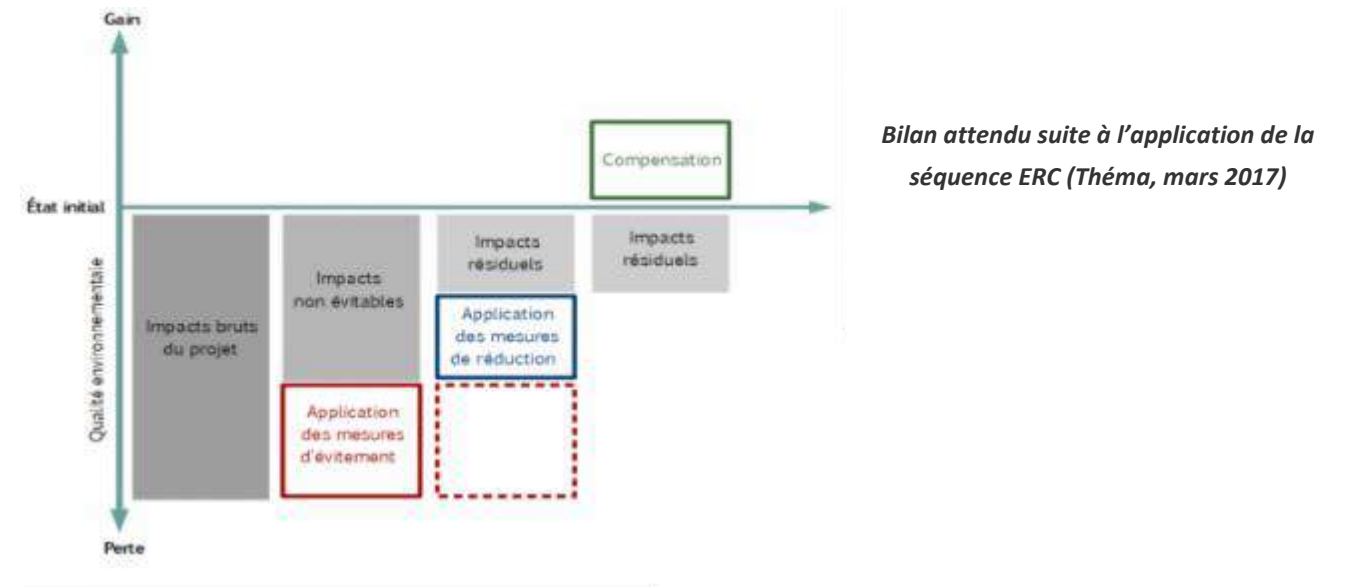 Gain
Compensation
Bilan attendu suite à l'application de la
séquence ERC (Théma, mars 2017)
État initial
Qualité environnementale
Impacts bruts
du projet
Impacts
non évitables
Impacts
résiduels
Impacts
résiduels
Application
des mesures
de réduction
Application
des mesures
d'évitement
Perte